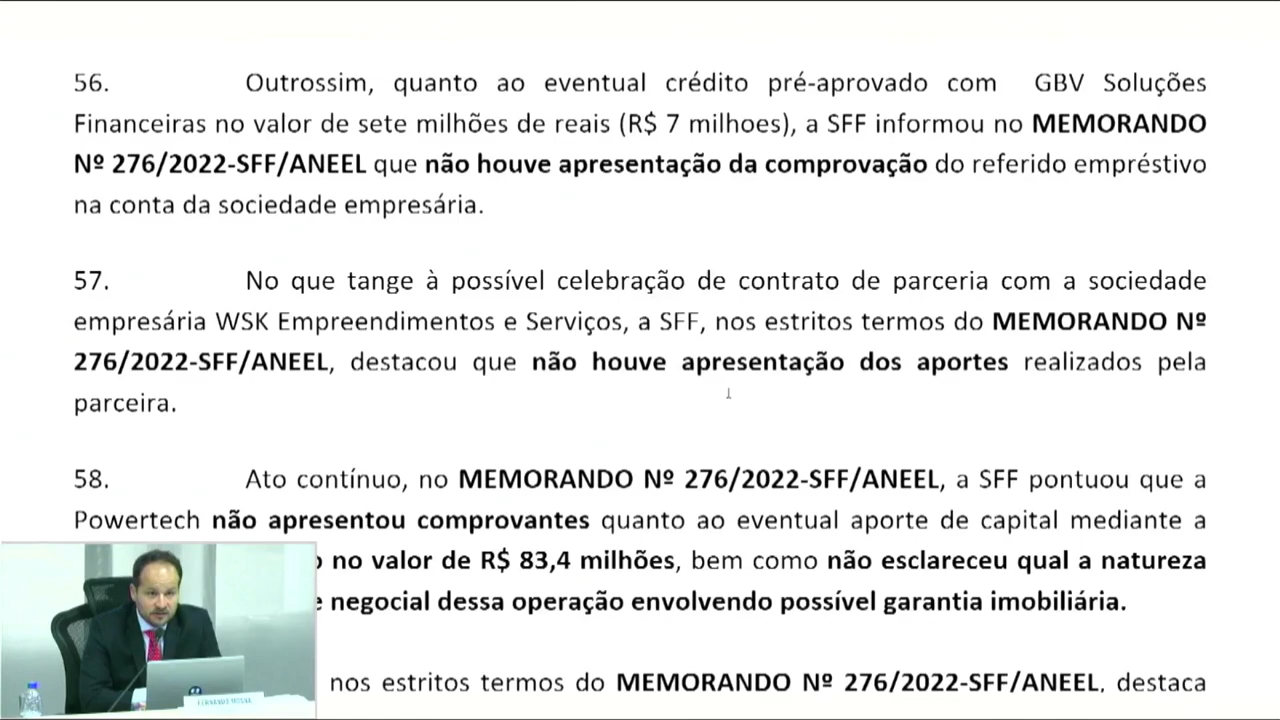 56. Outrossim, quanto ao eventual crédito pré-aprovado com GBV Soluções
Financeiras no valor de sete milhões de reais (R$ 7 milhoes), a SFF informou no MEMORANDO
Nº 276/2022-SFF/ANEEL que não houve apresentação da comprovação do referido empréstivo
na conta da sociedade empresária.
57. No que tange à possível celebração de contrato de parceria com a sociedade
empresária WSK Empreendimentos e Serviços, a SFF, nos estritos termos do MEMORANDO Nº
276/2022-SFF/ANEEL, destacou que não houve apresentação dos aportes realizados pela
parceira.
58. Ato contínuo, no MEMORANDO Nº 276/2022-SFF/ANEEL, a SFF pontuou que a
Powertech não apresentou comprovantes quanto ao eventual aporte de capital mediante a
no valor de R$ 83,4 milhões, bem como não esclareceu qual a natureza
e negocial dessa operação envolvendo possível garantia imobiliária.
nos estritos termos do MEMORANDO Nº 276/2022-SFF/ANEEL, destaca
FERNANDO MOSNA